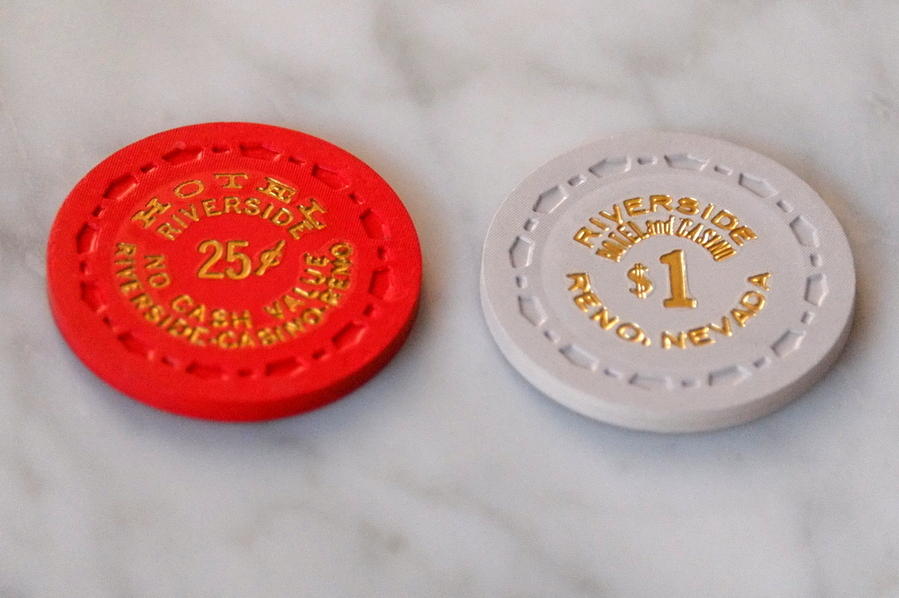 HOTEL
RIVERSIDE
25¢
NO CASH VALUE
RIVERSIDE-CASINO-RENO
RIVERSIDE
HOTEL and CASINO
$1
RENO, NEVADA